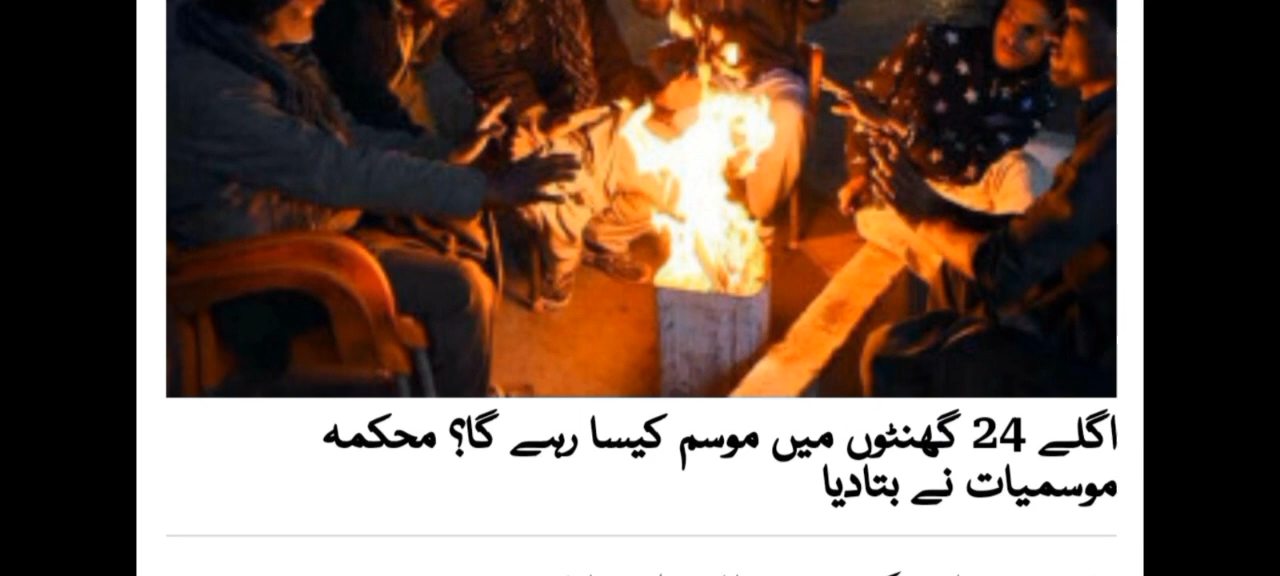 اگلے 24 گھنٹوں میں موسم کیسا رہے گا؟ محکمہ
موسمیات نے بتادیا